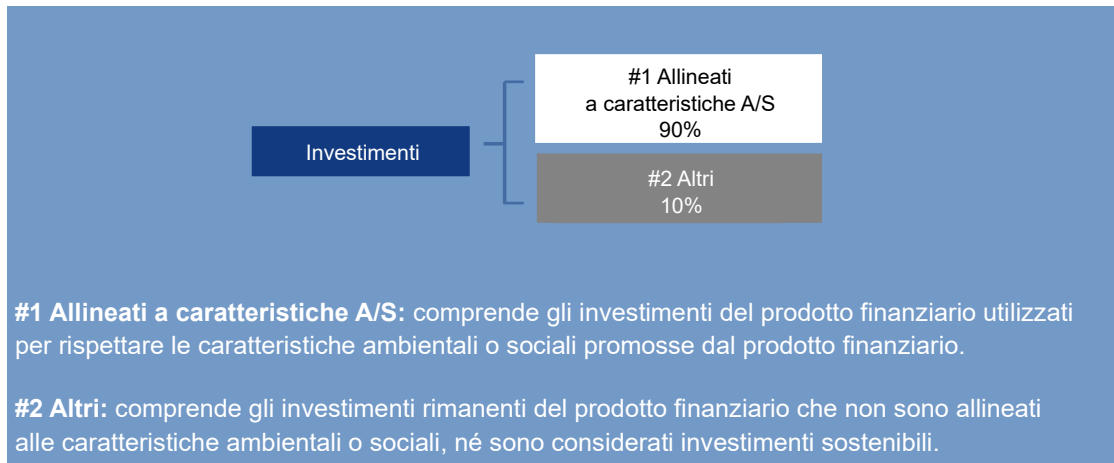 #1 Allineati
a caratteristiche A/S
90%
Investimenti
#2 Altri
10%
#1 Allineati a caratteristiche A/S: comprende gli investimenti del prodotto finanziario utilizzati
per rispettare le caratteristiche ambientali o sociali promosse dal prodotto finanziario.
#2 Altri: comprende gli investimenti rimanenti del prodotto finanziario che non sono allineati
alle caratteristiche ambientali o sociali, né sono considerati investimenti sostenibili.